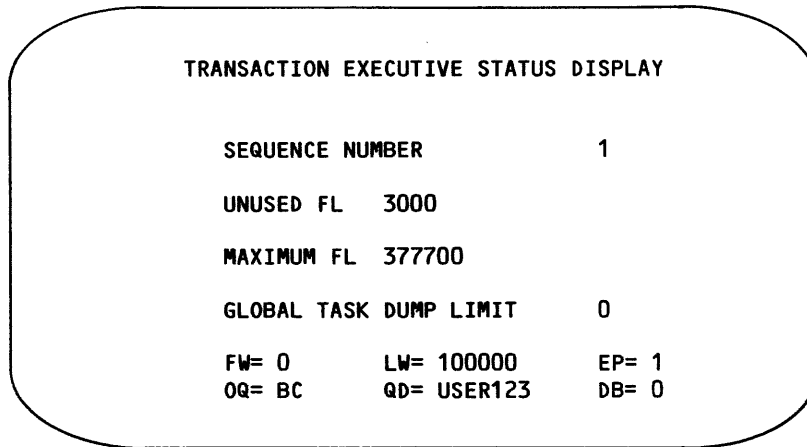 TRANSACTION EXECUTIVE STATUS DISPLAY
SEQUENCE NUMBER 1
UNUSED FL 3000
MAXIMUM FL 377700
GLOBAL TASK DUMP LIMIT 0
FW= 0 LW= 100000 EP= 1
OQ= BC QD= USER123 DB= 0